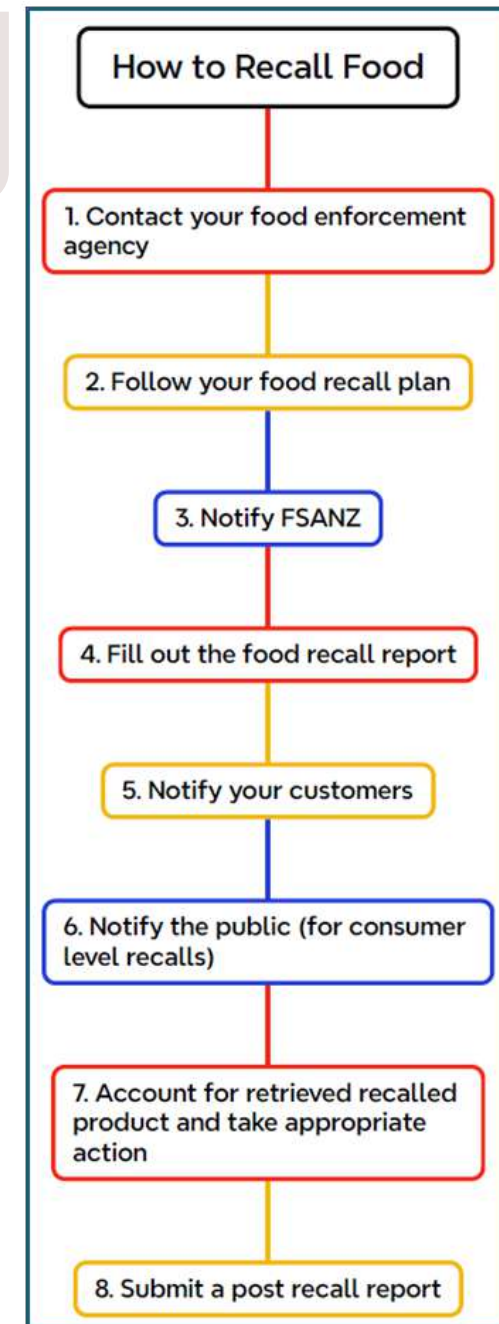 How to Recall Food
1. Contact your food enforcement
agency
2. Follow your food recall plan
3. Notify FSANZ
4. Fill out the food recall report
5. Notify your customers
6. Notify the public (for consumer
level recalls)
7. Account for retrieved recalled
product and take appropriate
action
8. Submit a post recall report